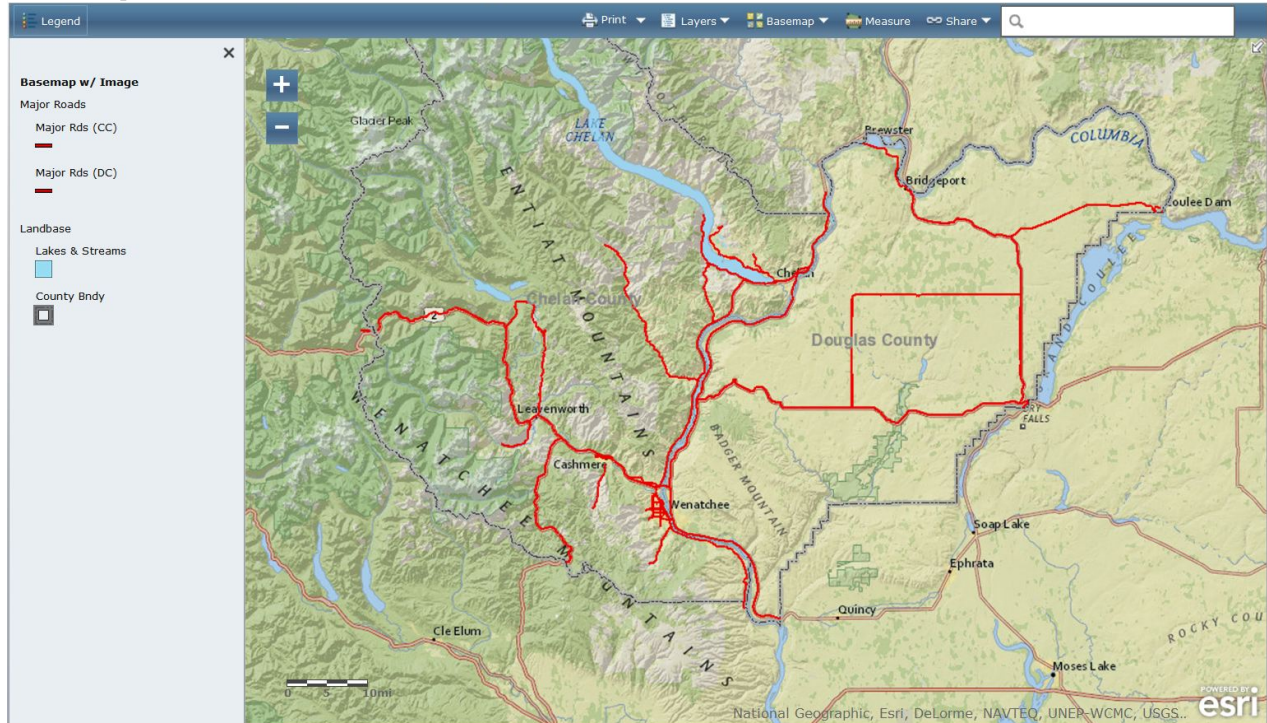 Legend
Print
Layers
Basemap
Measure
Share
Basemap w/ Image
Major Roads
Major Rds (CC)
Major Rds (DC)
Landbase
Lakes & Streams
County Bndy
Glacier Peak
LAKE
CHELAN
Brewster
COLUMBIA
Bridgeport
Coulee Dam
ENTIAT MOUNTAINS
Chelan
Chelan County
2
Douglas County
GRAND COULEE
Leavenworth
FALLS
WENATCHEE MOUNTAINS
BADGER MOUNTAIN
Cashmere
Wenatchee
Soap Lake
Ephrata
Quincy
Cle Elum
ROCKY COU
Moses Lake
0 5 10mi
National Geographic, Esri, DeLorme, NAVTEQ, UNEP-WCMC, USGS..
POWERED BY
esri